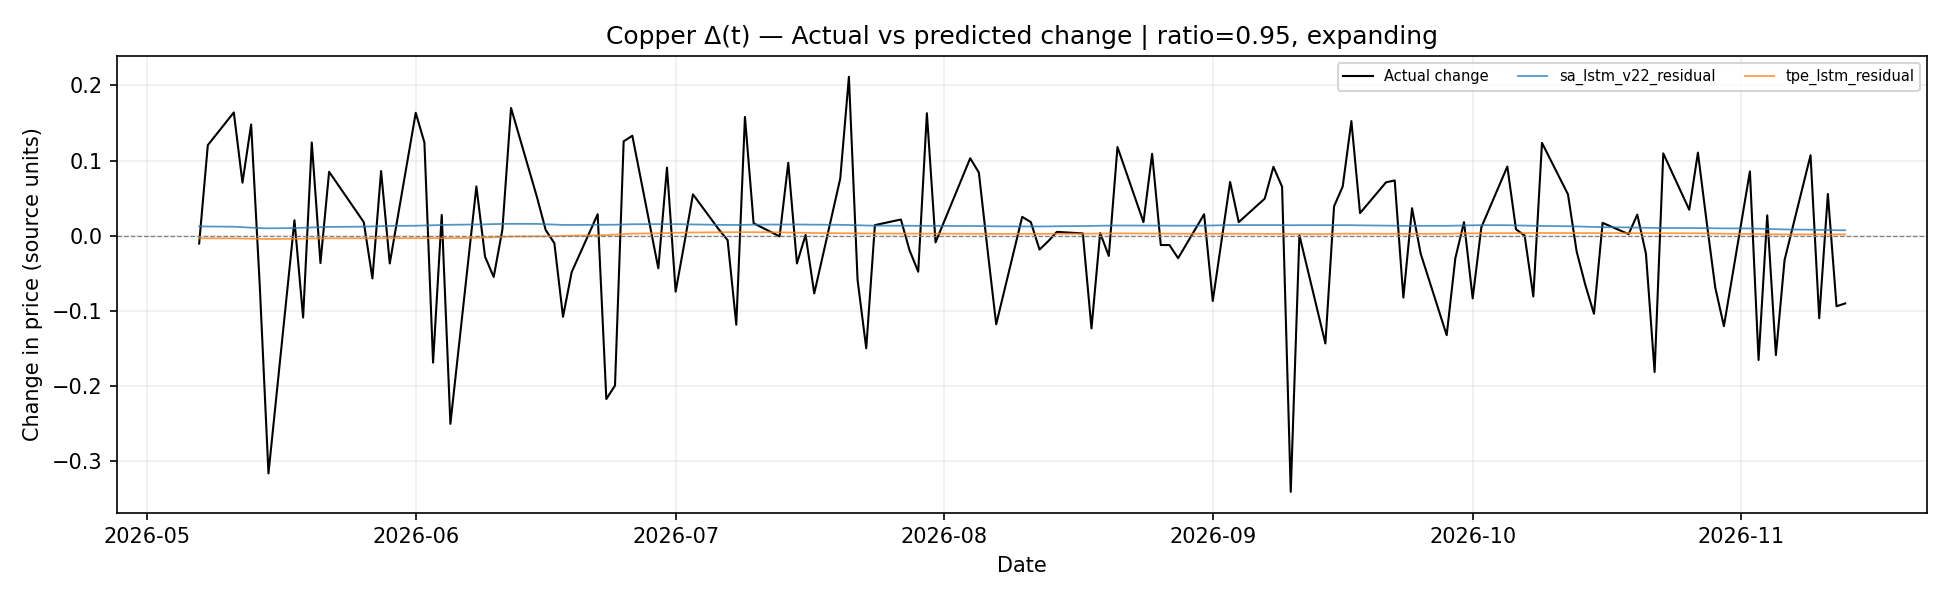 Copper Δ(t) — Actual vs predicted change | ratio=0.95, expanding
Actual change
sa_lstm_v22_residual
tpe_lstm_residual
Change in price (source units)
0.2
0.1
0.0
−0.1
−0.2
−0.3
2026-05
2026-06
2026-07
2026-08
2026-09
2026-10
2026-11
Date